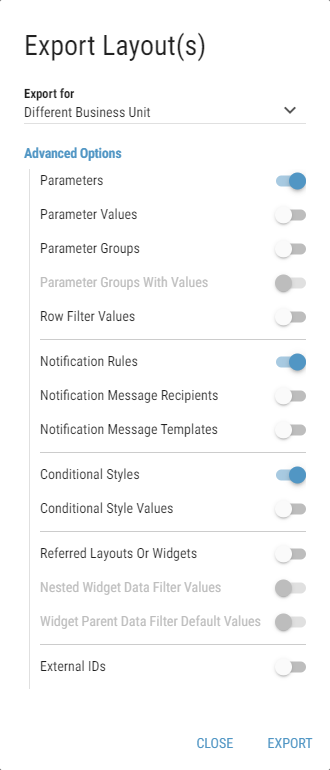 Export Layout(s)
Export for
Different Business Unit
Advanced Options
Parameters
Parameter Values
Parameter Groups
Parameter Groups With Values
Row Filter Values
Notification Rules
Notification Message Recipients
Notification Message Templates
Conditional Styles
Conditional Style Values
Referred Layouts Or Widgets
Nested Widget Data Filter Values
Widget Parent Data Filter Default Values
External IDs
CLOSE EXPORT